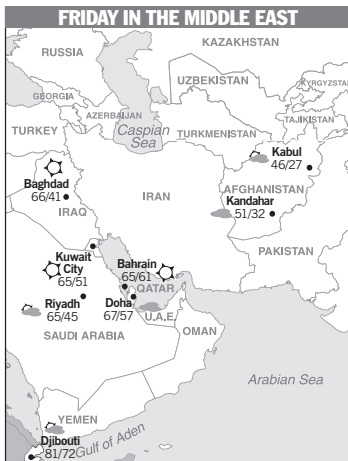 FRIDAY IN THE MIDDLE EAST
KAZAKHSTAN
RUSSIA
UZBEKISTAN
KYRGYZSTAN
GEORGIA
AZERBAIJAN
TAJIKISTAN
TURKEY
Caspian
Sea
TURKMENISTAN
Kabul
46/27
Baghdad
66/41
IRAQ
IRAN
AFGHANISTAN
Kandahar
51/32
PAKISTAN
Kuwait
City
65/51
Bahrain
65/61
QATAR
Riyadh
65/45
Doha
67/57
U.A.E.
SAUDI ARABIA
OMAN
Arabian Sea
YEMEN
Djibouti
81/72
Gulf of Aden